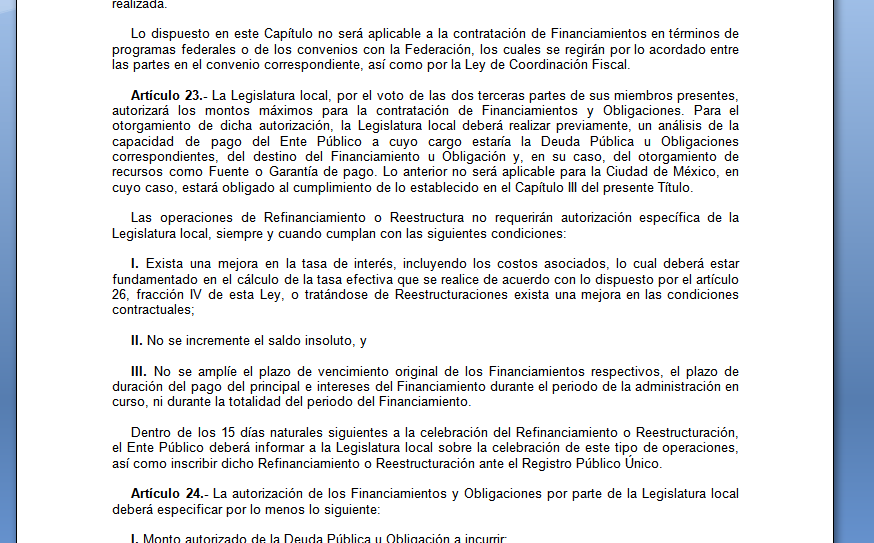 realizada.
Lo dispuesto en este Capítulo no será aplicable a la contratación de Financiamientos en términos de
programas federales o de los convenios con la Federación, los cuales se regirán por lo acordado entre
las partes en el convenio correspondiente, así como por la Ley de Coordinación Fiscal.
Artículo 23.- La Legislatura local, por el voto de las dos terceras partes de sus miembros presentes,
autorizará los montos máximos para la contratación de Financiamientos y Obligaciones. Para el
otorgamiento de dicha autorización, la Legislatura local deberá realizar previamente, un análisis de la
capacidad de pago del Ente Público a cuyo cargo estaría la Deuda Pública u Obligaciones
correspondientes, del destino del Financiamiento u Obligación y, en su caso, del otorgamiento de
recursos como Fuente o Garantía de pago. Lo anterior no será aplicable para la Ciudad de México, en
cuyo caso, estará obligado al cumplimiento de lo establecido en el Capítulo III del presente Título.
Las operaciones de Refinanciamiento o Reestructura no requerirán autorización específica de la
Legislatura local, siempre y cuando cumplan con las siguientes condiciones:
I. Exista una mejora en la tasa de interés, incluyendo los costos asociados, lo cual deberá estar
fundamentado en el cálculo de la tasa efectiva que se realice de acuerdo con lo dispuesto por el artículo
26, fracción IV de esta Ley, o tratándose de Reestructuraciones exista una mejora en las condiciones
contractuales;
II. No se incremente el saldo insoluto, y
III. No se amplíe el plazo de vencimiento original de los Financiamientos respectivos, el plazo de
duración del pago del principal e intereses del Financiamiento durante el periodo de la administración en
curso, ni durante la totalidad del periodo del Financiamiento.
Dentro de los 15 días naturales siguientes a la celebración del Refinanciamiento o Reestructuración,
el Ente Público deberá informar a la Legislatura local sobre la celebración de este tipo de operaciones,
así como inscribir dicho Refinanciamiento o Reestructuración ante el Registro Público Único.
Artículo 24.- La autorización de los Financiamientos y Obligaciones por parte de la Legislatura local
deberá especificar por lo menos lo siguiente:
I. Monto autorizado de la Deuda Pública u Obligación a incurrir;